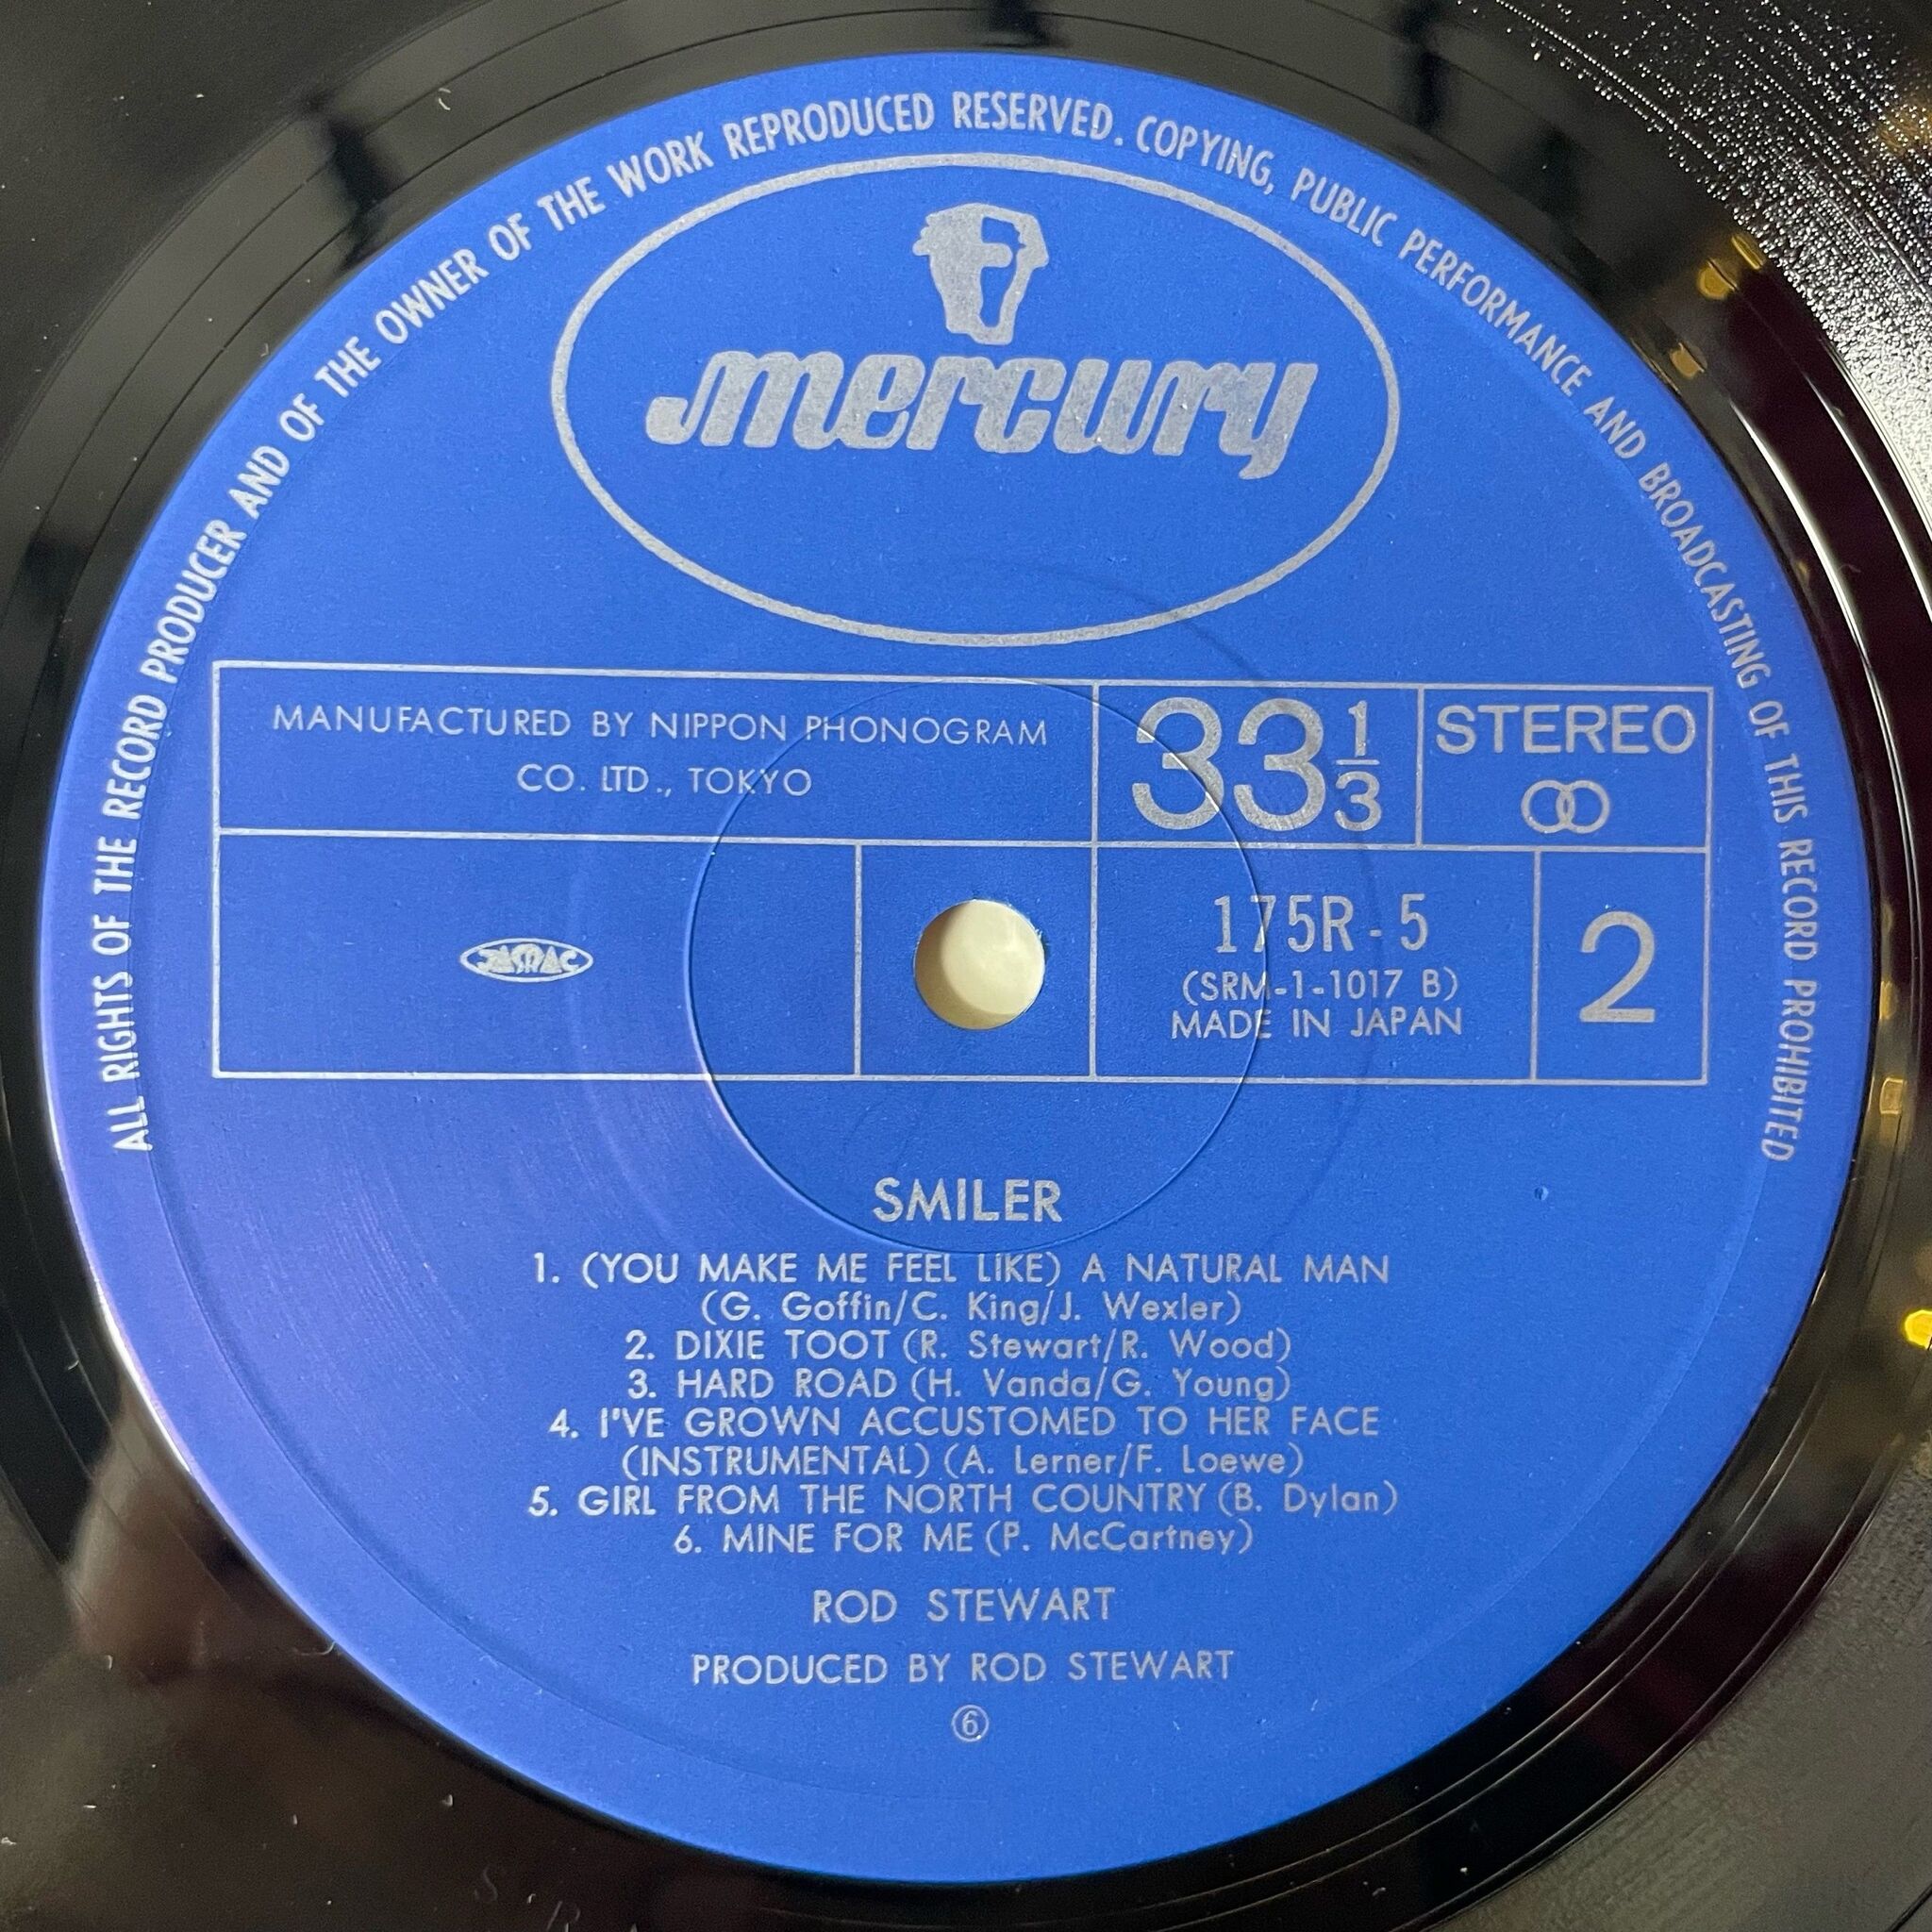 ALL RIGHTS OF THE RECORD PRODUCER AND OF THE OWNER OF THE WORK REPRODUCED RESERVED. COPYING, PUBLIC PERFORMANCE AND BROADCASTING OF THIS RECORD PROHIBITED
mercury
MANUFACTURED BY NIPPON PHONOGRAM
CO. LTD., TOKYO
33 1/3
STEREO
JASRAC
175R-5
(SRM-1-1017 B)
MADE IN JAPAN
2
SMILER
1. (YOU MAKE ME FEEL LIKE) A NATURAL MAN
(G. Goffin/C. King/J. Wexler)
2. DIXIE TOOT (R. Stewart/R. Wood)
3. HARD ROAD (H. Vanda/G. Young)
4. I'VE GROWN ACCUSTOMED TO HER FACE
(INSTRUMENTAL) (A. Lerner/F. Loewe)
5. GIRL FROM THE NORTH COUNTRY (B. Dylan)
6. MINE FOR ME (P. McCartney)
ROD STEWART
PRODUCED BY ROD STEWART
⑥